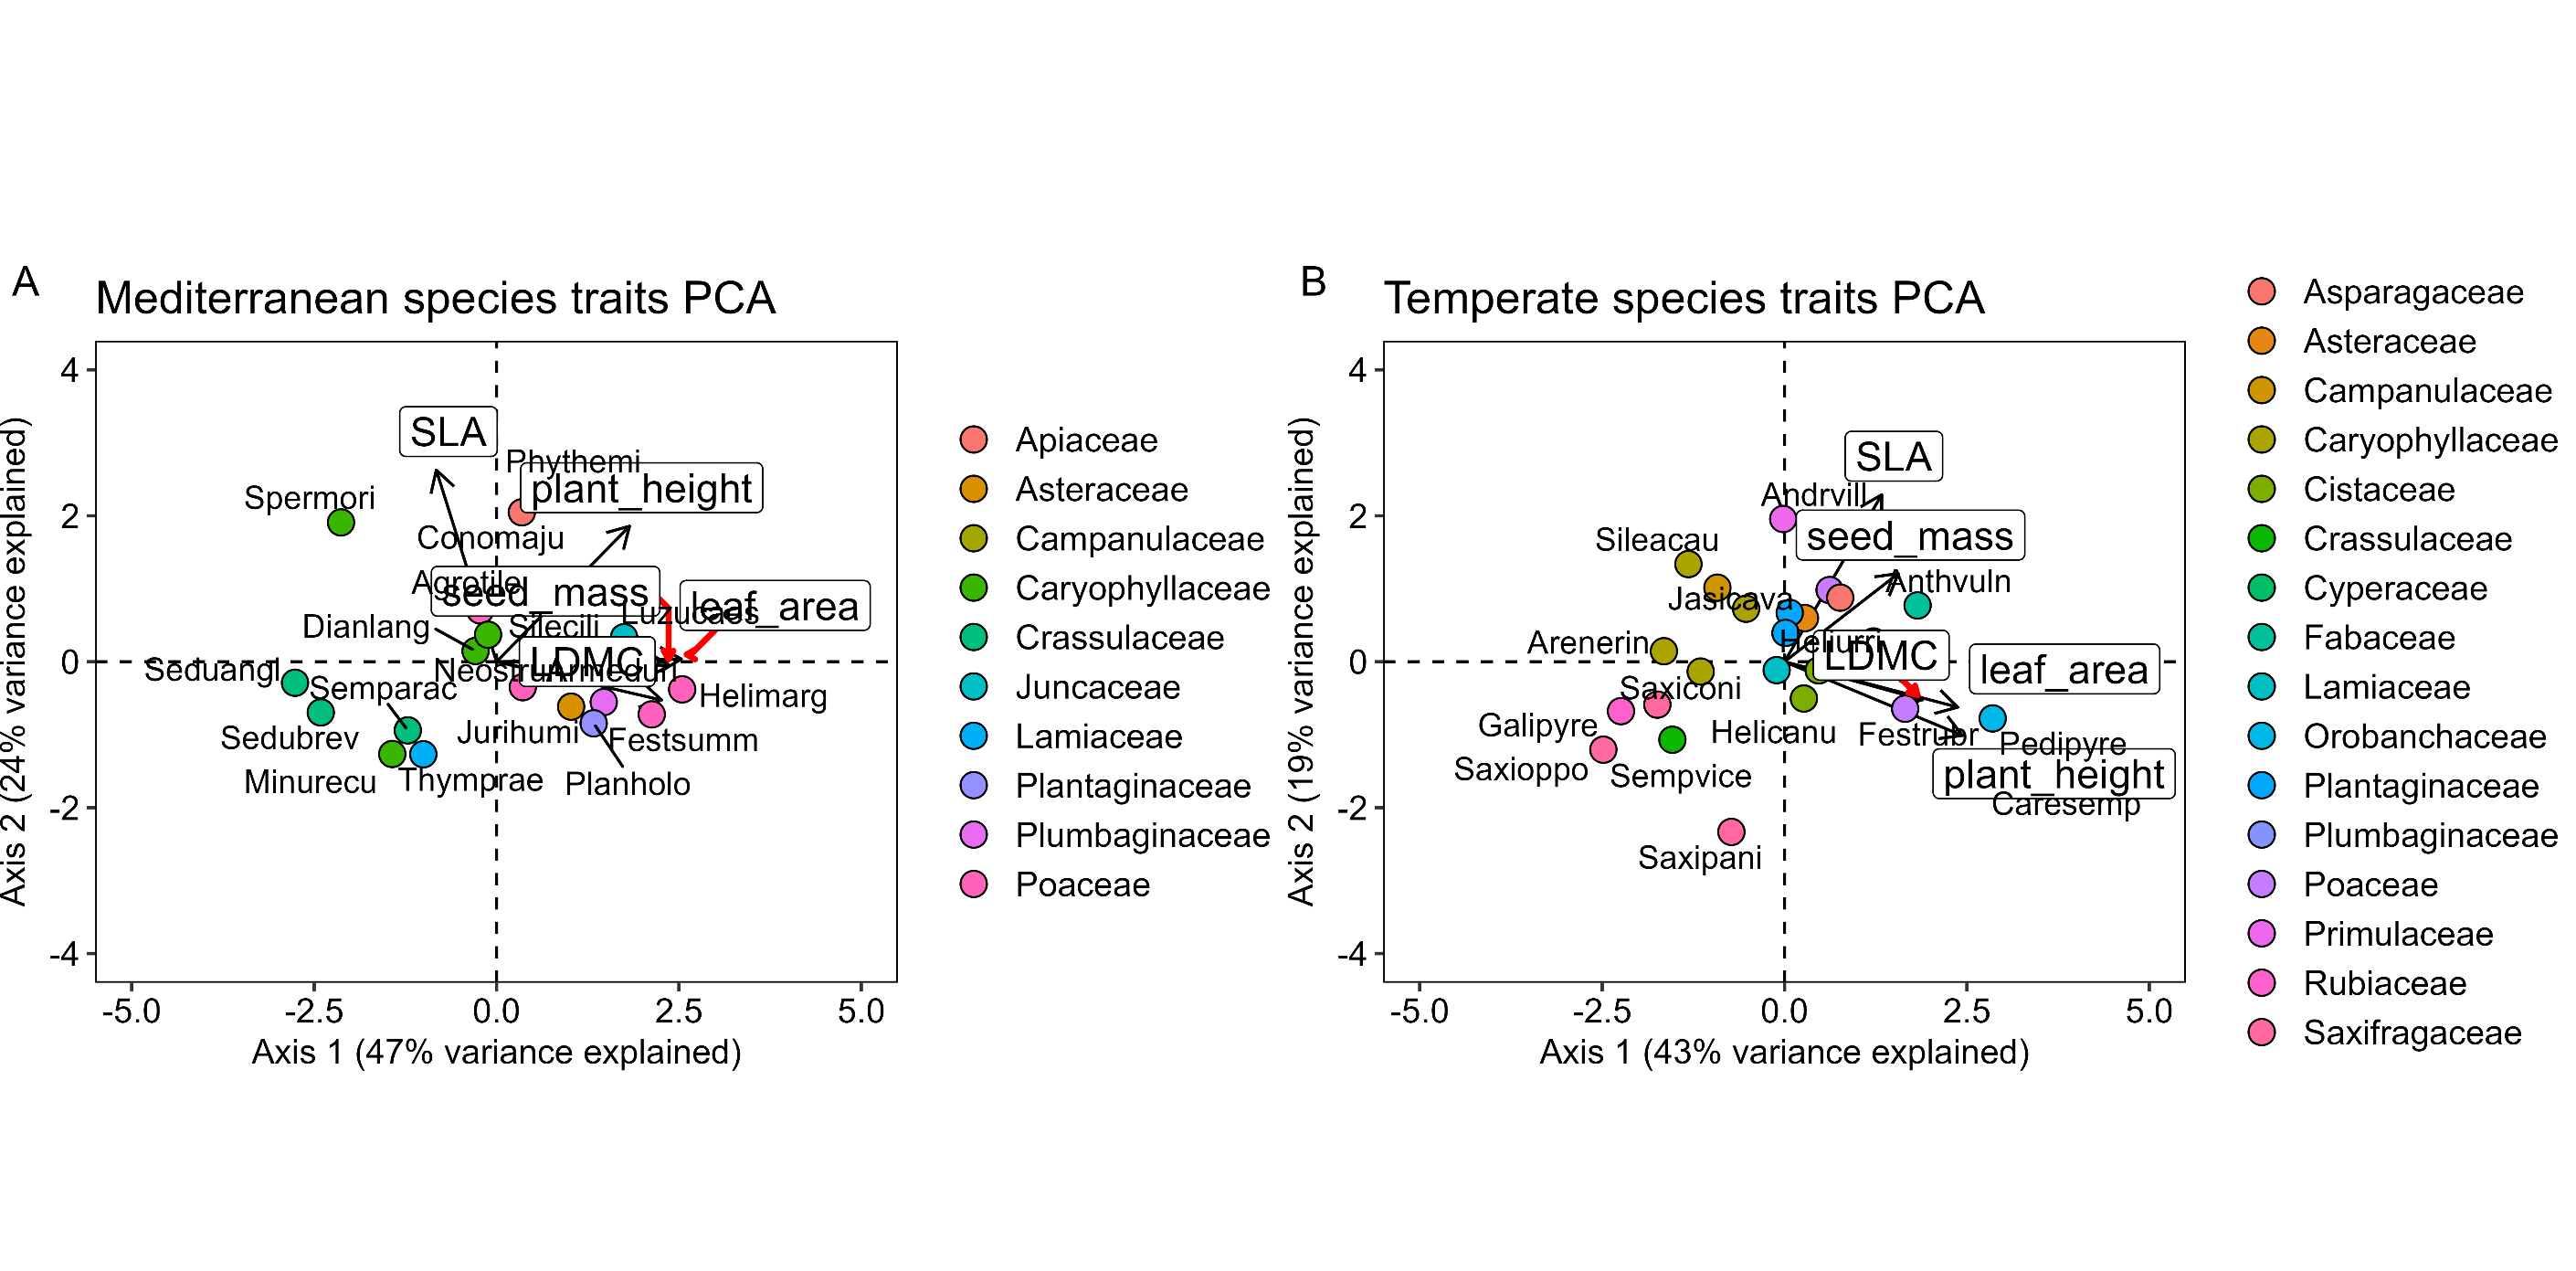 A
Mediterranean species traits PCA
Axis 2 (24% variance explained)
4
2
0
-2
-4
SLA
Phythemi
plant_height
Spermori
Conomaju
Agrotile
seed_mass
leaf_area
Luzucaes
Dianlang
Silecili
LDMC
Seduangl
Semparac
Helimarg
Sedubrev
Jurihumi
Festsumm
Minurecu
Thymprae
Planholo
-5.0
-2.5
0.0
2.5
5.0
Axis 1 (47% variance explained)
Apiaceae
Asteraceae
Campanulaceae
Caryophyllaceae
Crassulaceae
Juncaceae
Lamiaceae
Plantaginaceae
Plumbaginaceae
Poaceae
B
Temperate species traits PCA
Axis 2 (19% variance explained)
4
2
0
-2
-4
SLA
Andrvill
seed_mass
Sileacau
Anthvuln
Jasicava
Arenerin
Heliurri
LDMC
leaf_area
Saxiconi
Galipyre
Helicanu
Festrubr
Pedipyre
Saxioppo
Sempvice
plant_height
Caresemp
Saxipani
-5.0
-2.5
0.0
2.5
5.0
Axis 1 (43% variance explained)
Asparagaceae
Asteraceae
Campanulaceae
Caryophyllaceae
Cistaceae
Crassulaceae
Cyperaceae
Fabaceae
Lamiaceae
Orobanchaceae
Plantaginaceae
Plumbaginaceae
Poaceae
Primulaceae
Rubiaceae
Saxifragaceae